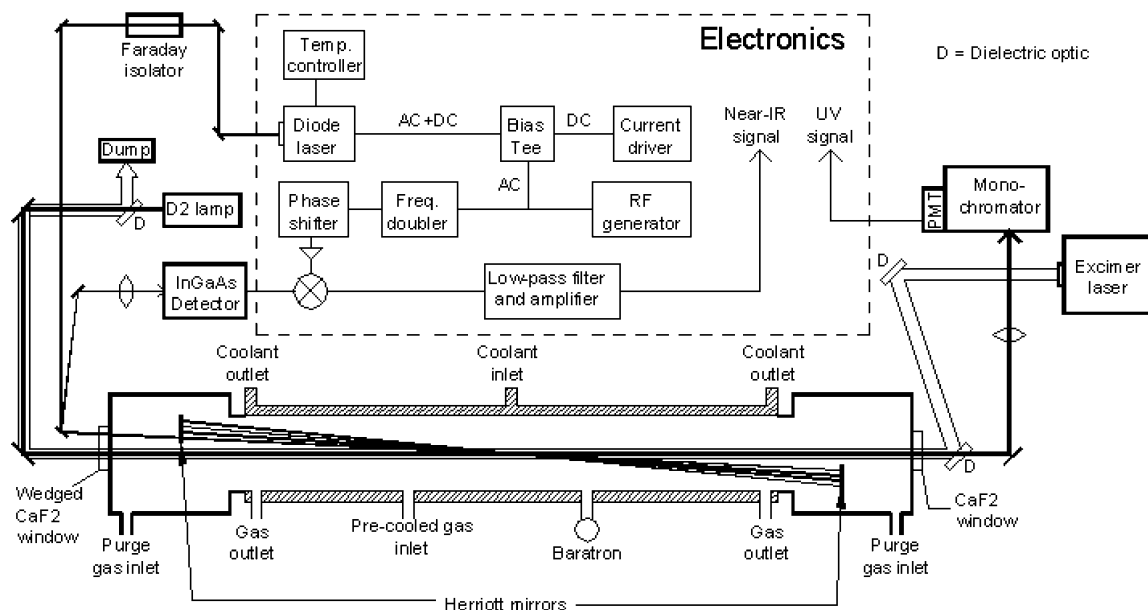 Faraday
isolator
Temp.
controller
Electronics
D = Dielectric optic
Diode
laser
AC+DC
Bias
Tee
DC
Current
driver
Near-IR
signal
UV
signal
Dump
AC
D2 lamp
D
Phase
shifter
Freq.
doubler
RF
generator
PMT
Mono-
chromator
InGaAs
Detector
Low-pass filter
and amplifier
D
Excimer
laser
Coolant
outlet
Coolant
inlet
Coolant
outlet
D
Wedged
CaF2
window
CaF2
window
Purge
gas inlet
Gas
outlet
Pre-cooled gas
inlet
Baratron
Gas
outlet
Purge
gas inlet
Herriott mirrors